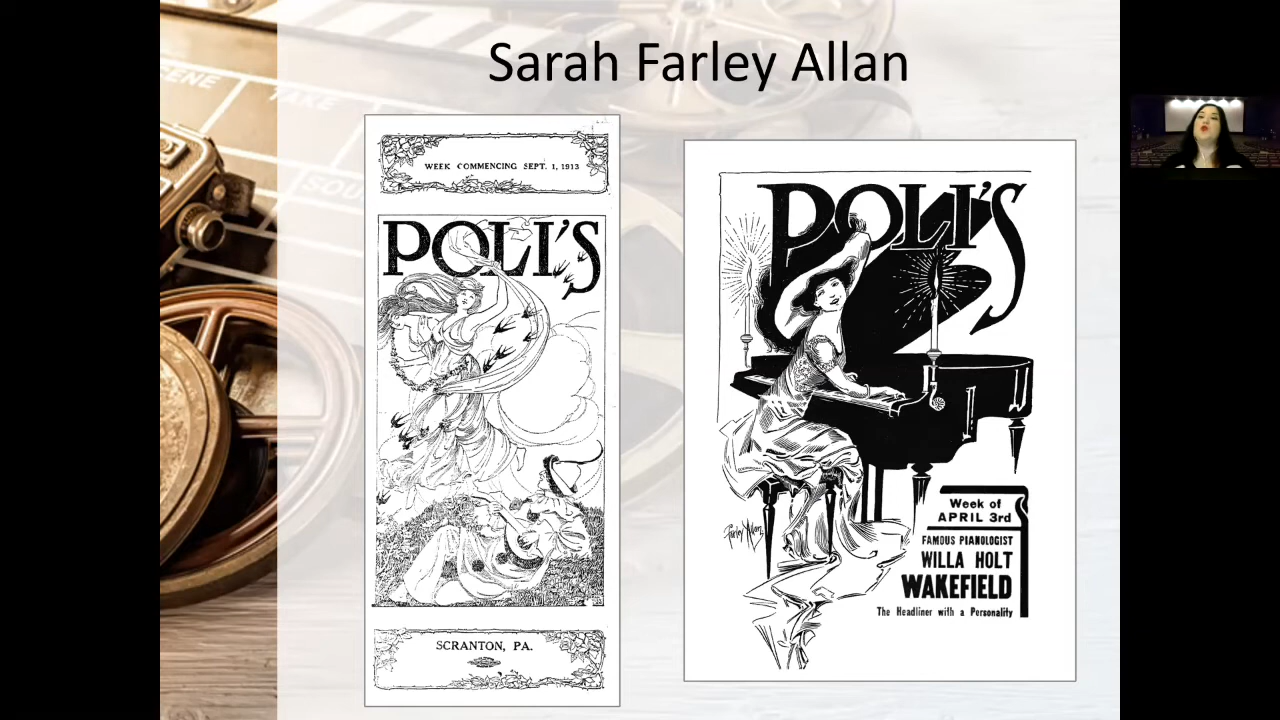 Sarah Farley Allan
WEEK COMMENCING SEPT. 1, 1913
POLI'S
SCRANTON, PA.
POLI'S
Week of
APRIL 3rd
FAMOUS PIANOLOGIST
WILLA HOLT
WAKEFIELD
The Headliner with a Personality
TAKE